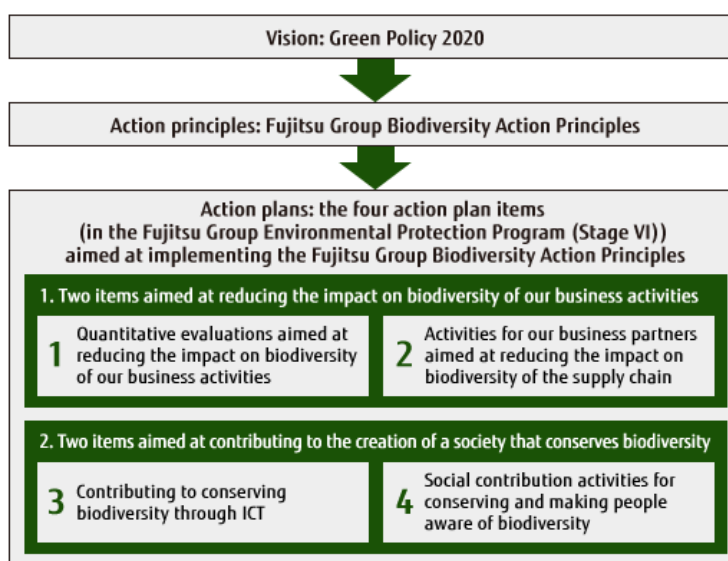 Vision: Green Policy 2020
Action principles: Fujitsu Group Biodiversity Action Principles
Action plans: the four action plan items
(in the Fujitsu Group Environmental Protection Program (Stage VI))
aimed at implementing the Fujitsu Group Biodiversity Action Principles
1. Two items aimed at reducing the impact on biodiversity of our business activities
1
Quantitative evaluations aimed at
reducing the impact on biodiversity
of our business activities
2
Activities for our business partners
aimed at reducing the impact on
biodiversity of the supply chain
2. Two items aimed at contributing to the creation of a society that conserves biodiversity
3
Contributing to conserving
biodiversity through ICT
4
Social contribution activities for
conserving and making people
aware of biodiversity